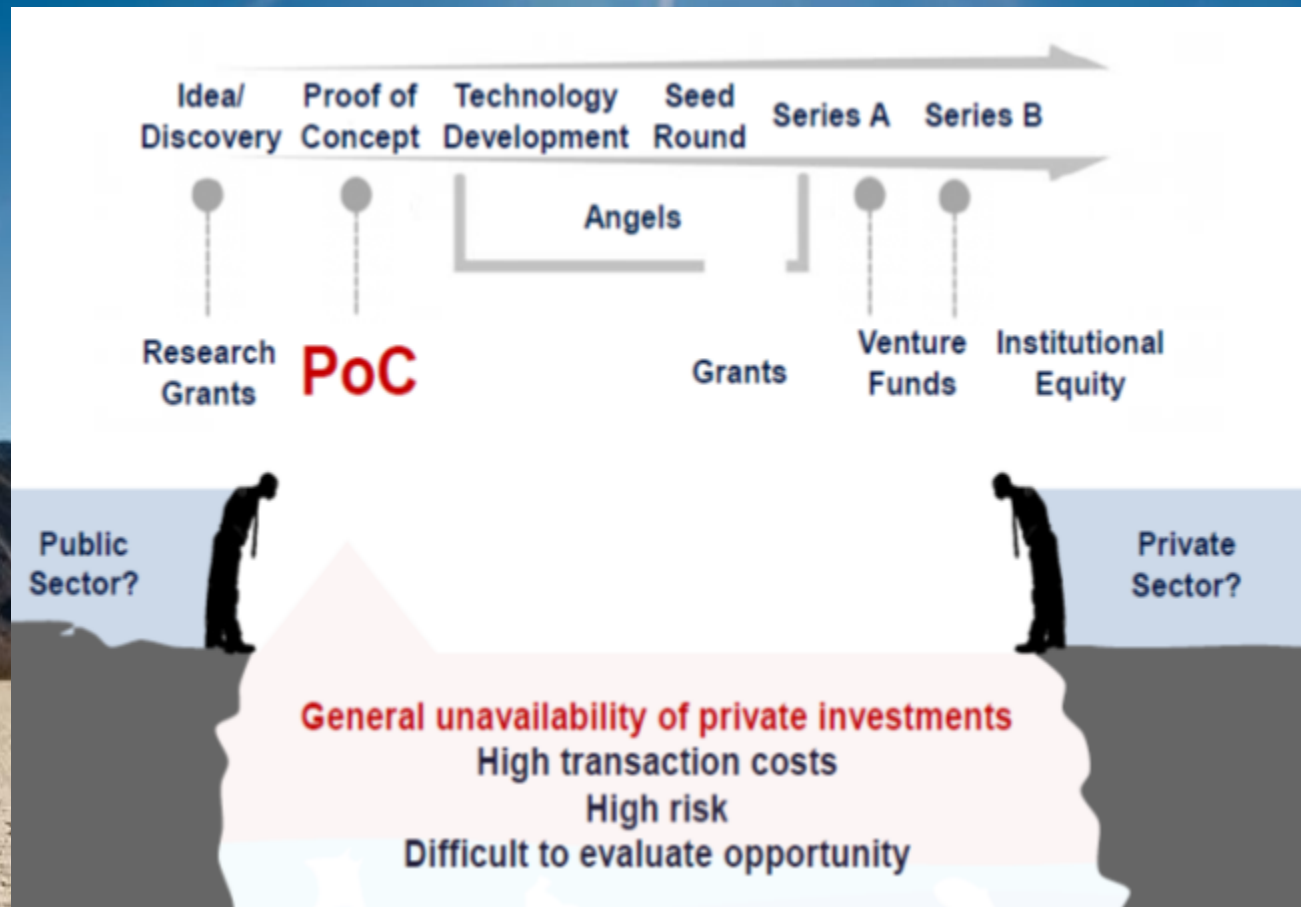 Idea/
Discovery
Proof of
Concept
Technology
Development
Seed
Round
Series A
Series B
Angels
Research
Grants
PoC
Grants
Venture
Funds
Institutional
Equity
Public
Sector?
Private
Sector?
General unavailability of private investments
High transaction costs
High risk
Difficult to evaluate opportunity